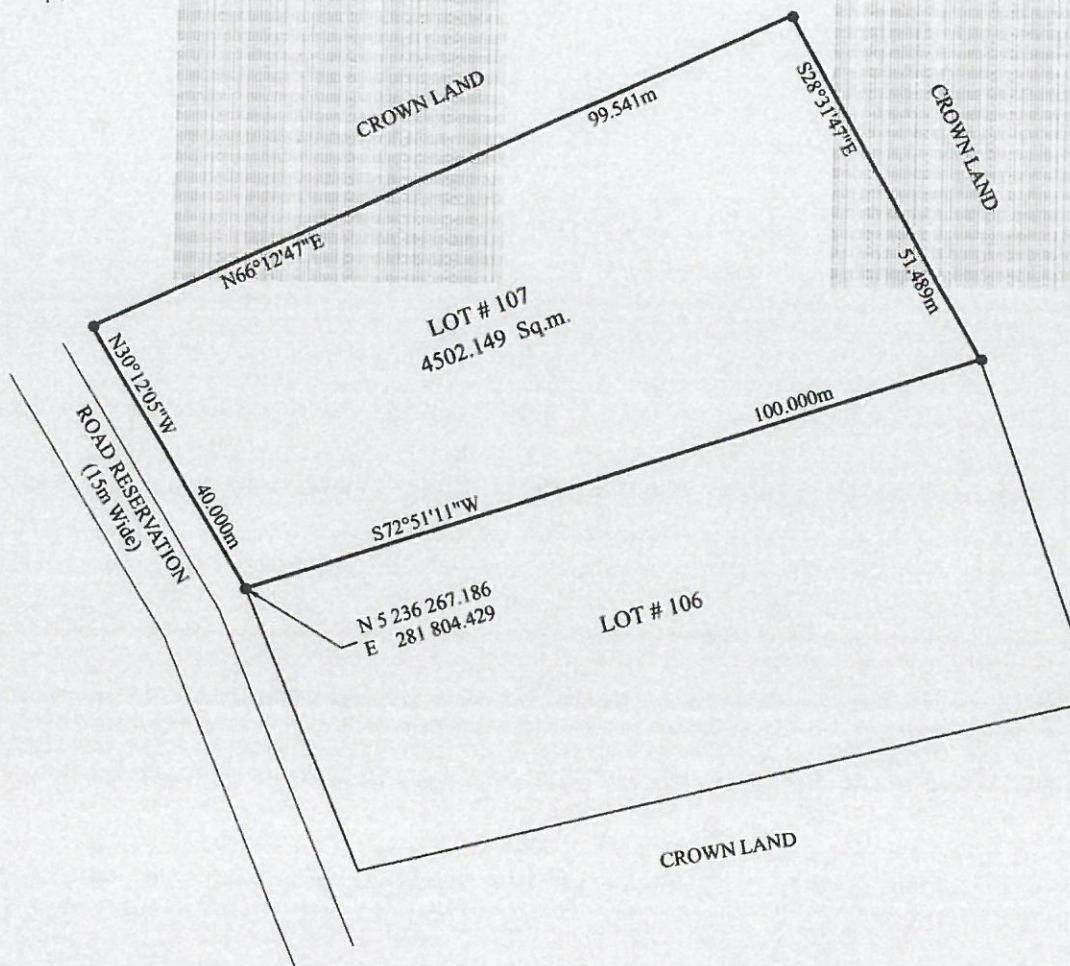 CROWN LAND
99.541m
N66°12'47"E
S28°31'47"E
CROWN LAND
51.489m
LOT # 107
4502.149 Sq.m.
N30°12'05"W
40.000m
ROAD RESERVATION
(15m Wide)
100.000m
S72°51'11"W
N 5 236 267.186
E 281 804.429
LOT # 106
CROWN LAND